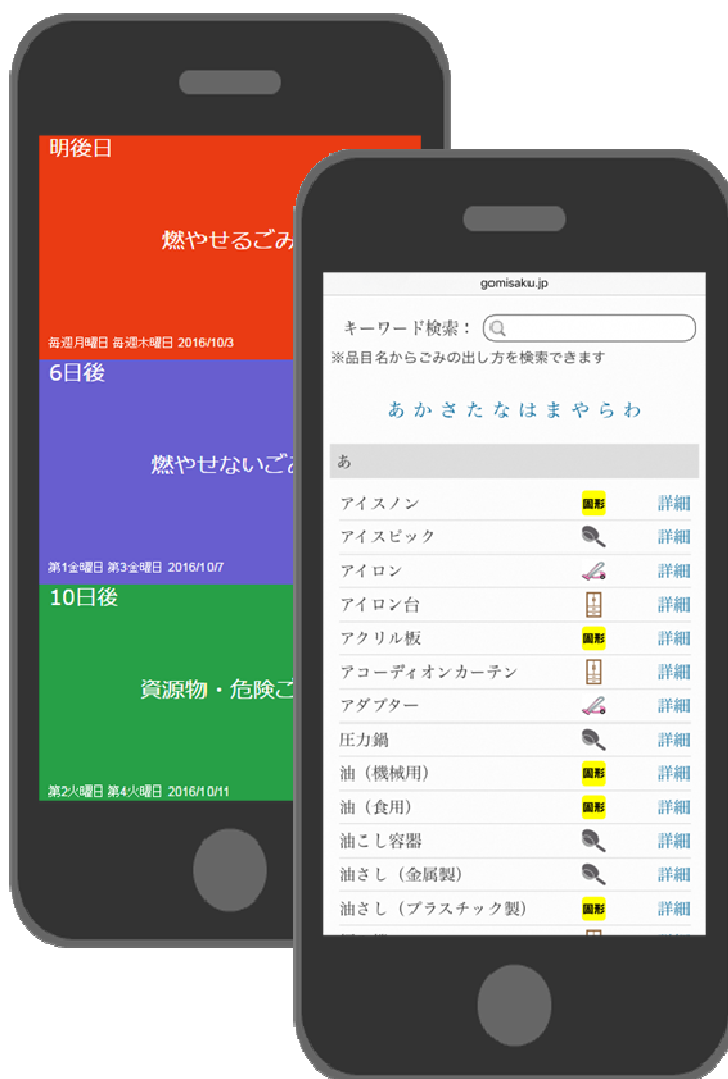 明後日
燃やせるごみ
毎週月曜日 毎週木曜日 2016/10/3
6日後
燃やせないご
第1金曜日 第3金曜日 2016/10/7
10日後
資源物・危険ご
第2火曜日 第4火曜日 2016/10/11
gomisaku.jp
キーワード検索：
※品目名からごみの出し方を検索できます
あ か さ た な は ま や ら わ
あ
アイスノン 固形 詳細
アイスピック 詳細
アイロン 詳細
アイロン台 詳細
アクリル板 固形 詳細
アコーディオンカーテン 詳細
アダプター 詳細
圧力鍋 詳細
油（機械用） 固形 詳細
油（食用） 固形 詳細
油こし容器 詳細
油さし（金属製） 詳細
油さし（プラスチック製） 固形 詳細